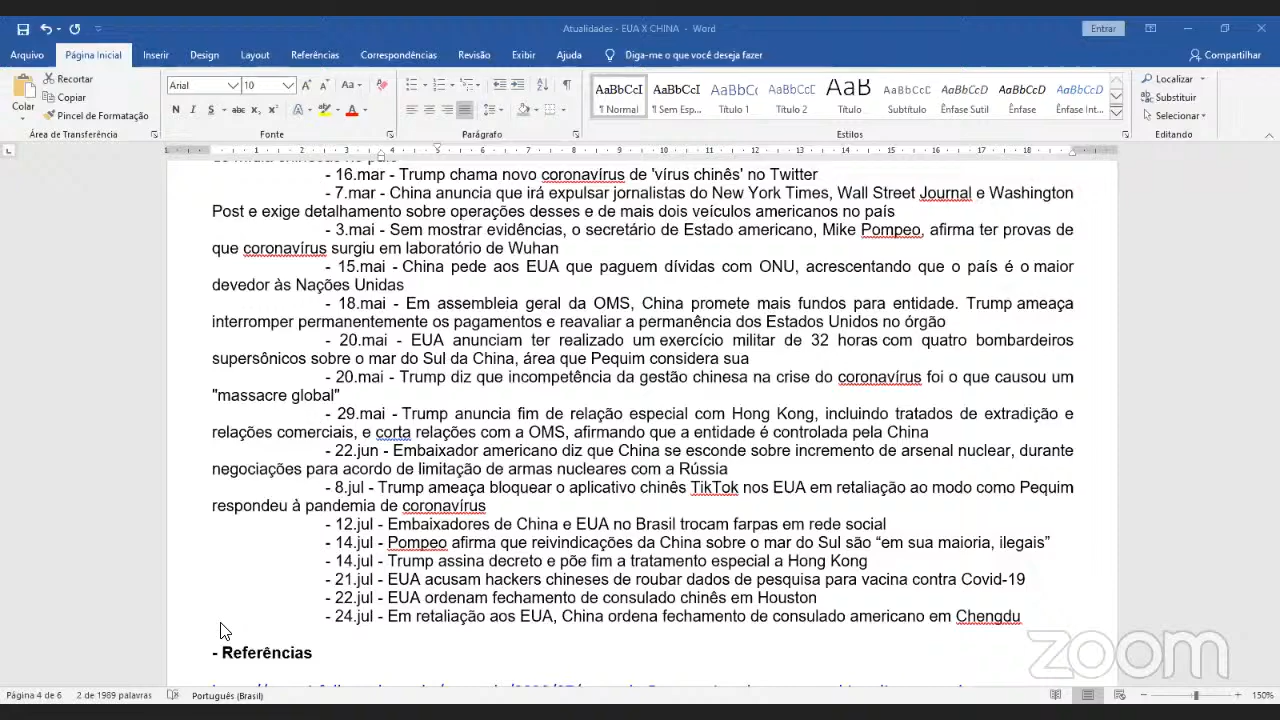 Atualidades - EUA X CHINA - Word
Entrar
Arquivo Página Inicial Inserir Design Layout Referências Correspondências Revisão Exibir Ajuda Diga-me o que você deseja fazer Compartilhar
Colar
Recortar
Copiar
Pincel de Formatação
Área de Transferência
Arial 10
Fonte
Parágrafo
AaBbCcI AaBbCcI AaBbCc AaBbCcC AaB AaBbCcC AaBbCcD AaBbCcD AaBbCcD
¶ Normal ¶ Sem Esp... Título 1 Título 2 Título Subtítulo Ênfase Sutil Ênfase Ênfase Int...
Estilos
Localizar
Substituir
Selecionar
Editando
- 16.mar - Trump chama novo coronavírus de 'vírus chinês' no Twitter
- 7.mar - China anuncia que irá expulsar jornalistas do New York Times, Wall Street Journal e Washington
Post e exige detalhamento sobre operações desses e de mais dois veículos americanos no país
- 3.mai - Sem mostrar evidências, o secretário de Estado americano, Mike Pompeo, afirma ter provas de
que coronavírus surgiu em laboratório de Wuhan
- 15.mai - China pede aos EUA que paguem dívidas com ONU, acrescentando que o país é o maior
devedor às Nações Unidas
- 18.mai - Em assembleia geral da OMS, China promete mais fundos para entidade. Trump ameaça
interromper permanentemente os pagamentos e reavaliar a permanência dos Estados Unidos no órgão
- 20.mai - EUA anunciam ter realizado um exercício militar de 32 horas com quatro bombardeiros
supersônicos sobre o mar do Sul da China, área que Pequim considera sua
- 20.mai - Trump diz que incompetência da gestão chinesa na crise do coronavírus foi o que causou um
"massacre global"
- 29.mai - Trump anuncia fim de relação especial com Hong Kong, incluindo tratados de extradição e
relações comerciais, e corta relações com a OMS, afirmando que a entidade é controlada pela China
- 22.jun - Embaixador americano diz que China se esconde sobre incremento de arsenal nuclear, durante
negociações para acordo de limitação de armas nucleares com a Rússia
- 8.jul - Trump ameaça bloquear o aplicativo chinês TikTok nos EUA em retaliação ao modo como Pequim
respondeu à pandemia de coronavírus
- 12.jul - Embaixadores de China e EUA no Brasil trocam farpas em rede social
- 14.jul - Pompeo afirma que reivindicações da China sobre o mar do Sul são “em sua maioria, ilegais”
- 14.jul - Trump assina decreto e põe fim a tratamento especial a Hong Kong
- 21.jul - EUA acusam hackers chineses de roubar dados de pesquisa para vacina contra Covid-19
- 22.jul - EUA ordenam fechamento de consulado chinês em Houston
- 24.jul - Em retaliação aos EUA, China ordena fechamento de consulado americano em Chengdu
- Referências
zoom
Página 4 de 6 2 de 1989 palavras Português (Brasil) 150%